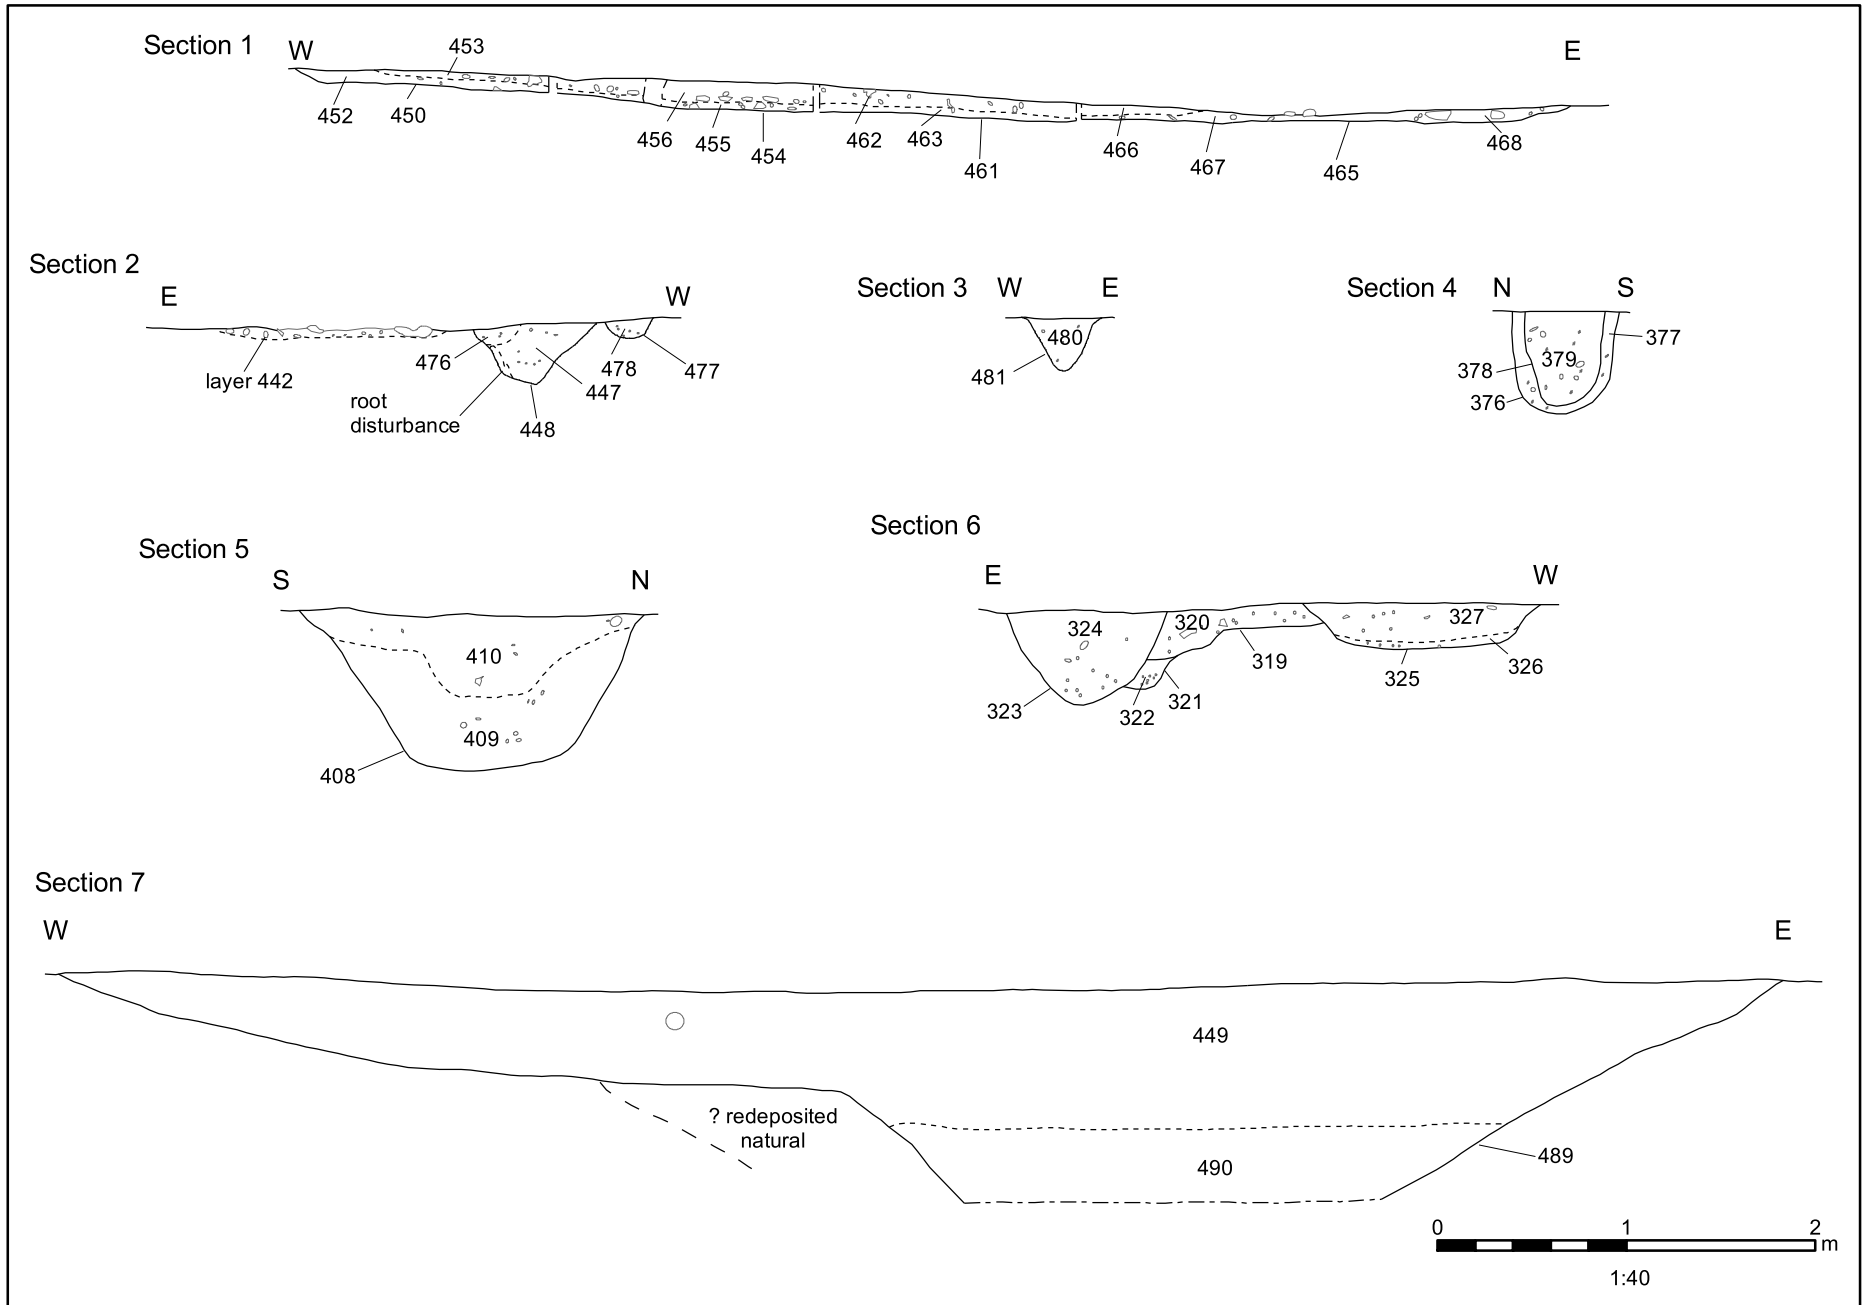 Section 1
W
E
453
452
450
456
455
454
462
463
461
466
467
465
468
Section 2
E
W
layer 442
476
root
disturbance
448
447
478
477
Section 3
W
E
480
481
Section 4
N
S
377
379
378
376
Section 5
S
N
410
409
408
Section 6
E
W
324
320
327
319
326
325
321
322
323
Section 7
W
E
449
? redeposited
natural
490
489
0 1 2
m
1:40